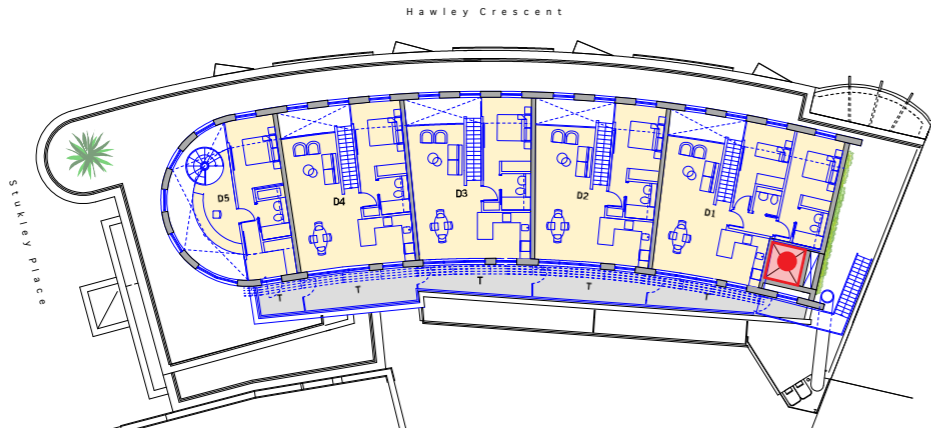 Hawley Crescent
Stukley Place
D5
D4
D3
D2
D1
T
T
T
T
T